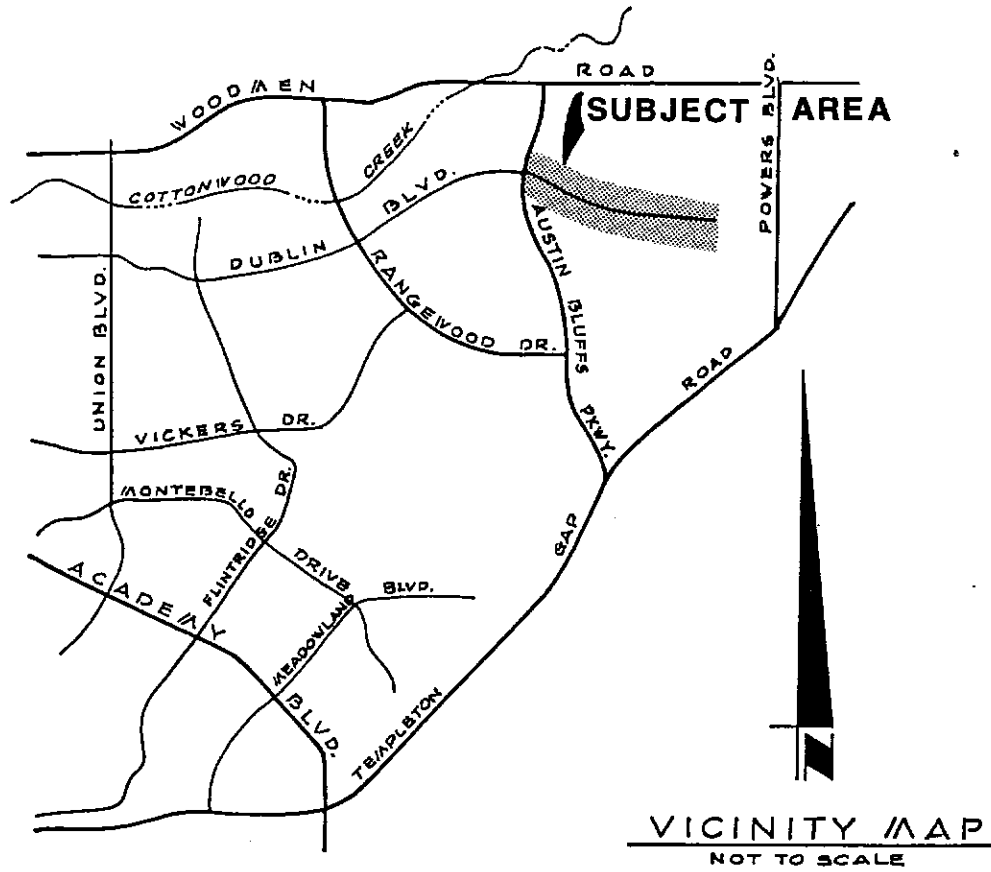 WOODMEN ROAD
POWERS BLVD.
SUBJECT AREA
COTTONWOOD CREEK
DUBLIN BLVD.
AUSTIN BLUFFS PKWY.
RANGEWOOD DR.
UNION BLVD.
VICKERS DR.
MONTEBELLO DRIVE
FLINTRIDGE DR.
ACADEMY BLVD.
MEADOWLAND BLVD.
TEMPLETON GAP ROAD
N
VICINITY MAP
NOT TO SCALE